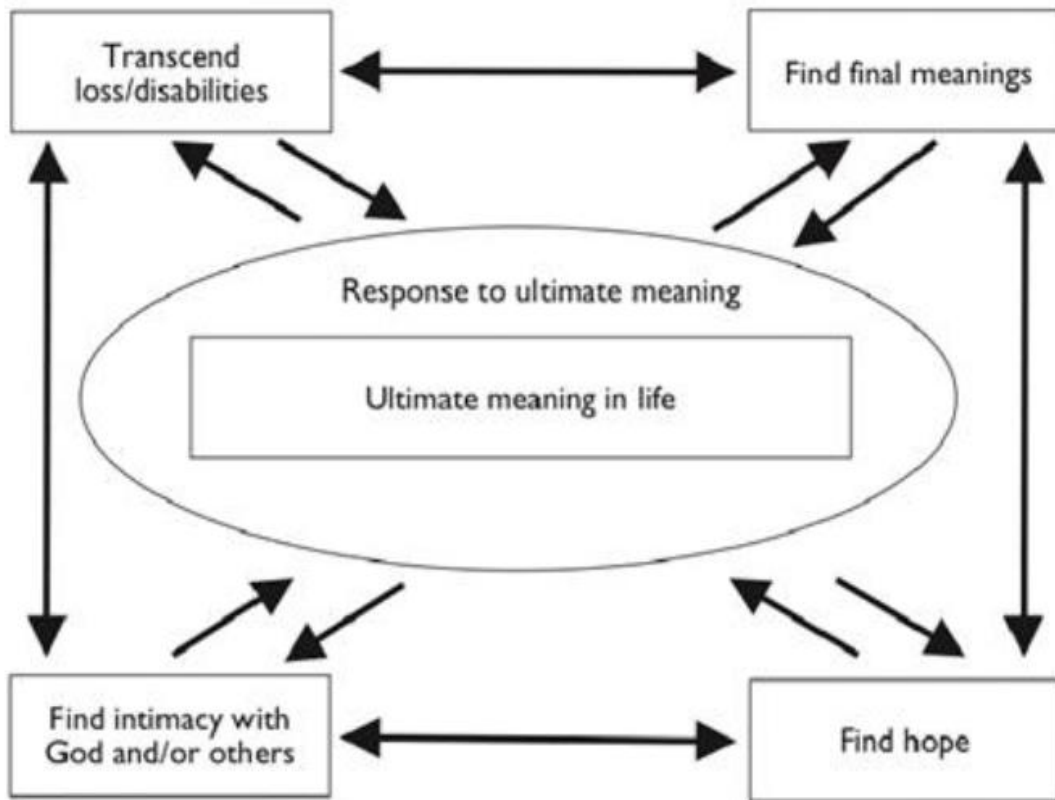 Transcend
loss/disabilities
Find final meanings
Response to ultimate meaning
Ultimate meaning in life
Find intimacy with
God and/or others
Find hope